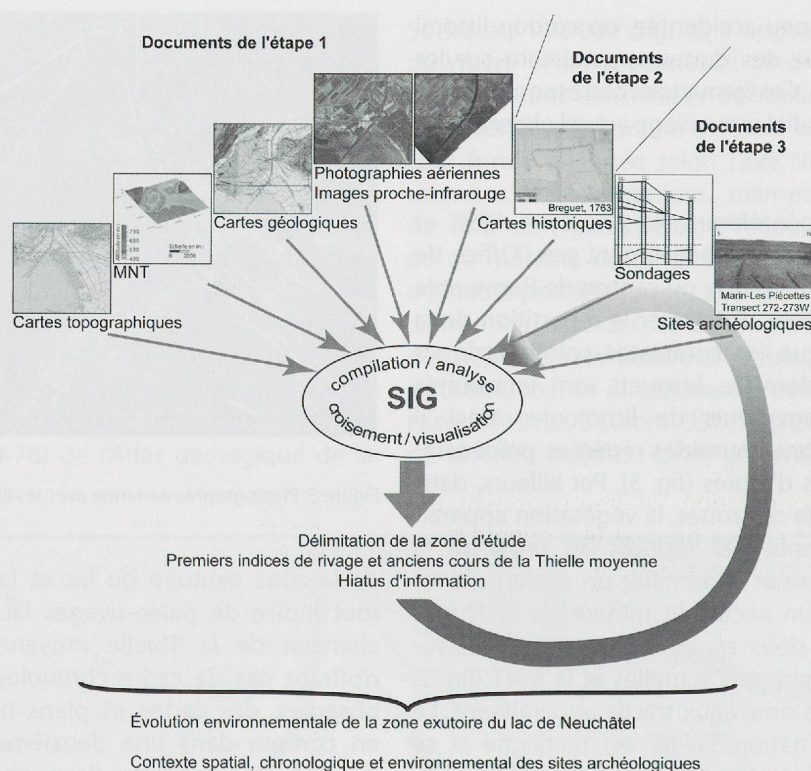 Documents de l'étape 1
Documents
de l'étape 2
Documents
de l'étape 3
Photographies aériennes
Images proche-infrarouge
Breguet, 1763
Cartes géologiques
Cartes historiques
Echelle en m :
MNT
Sondages
Marin-Les Piécettes
Transect 272-273W
Cartes topographiques
Sites archéologiques
compilation / analyse
SIG
croisement / visualisation
Délimitation de la zone d'étude
Premiers indices de rivage et anciens cours de la Thielle moyenne
Hiatus d'information
Évolution environnementale de la zone exutoire du lac de Neuchâtel
Contexte spatial, chronologique et environnemental des sites archéologiques